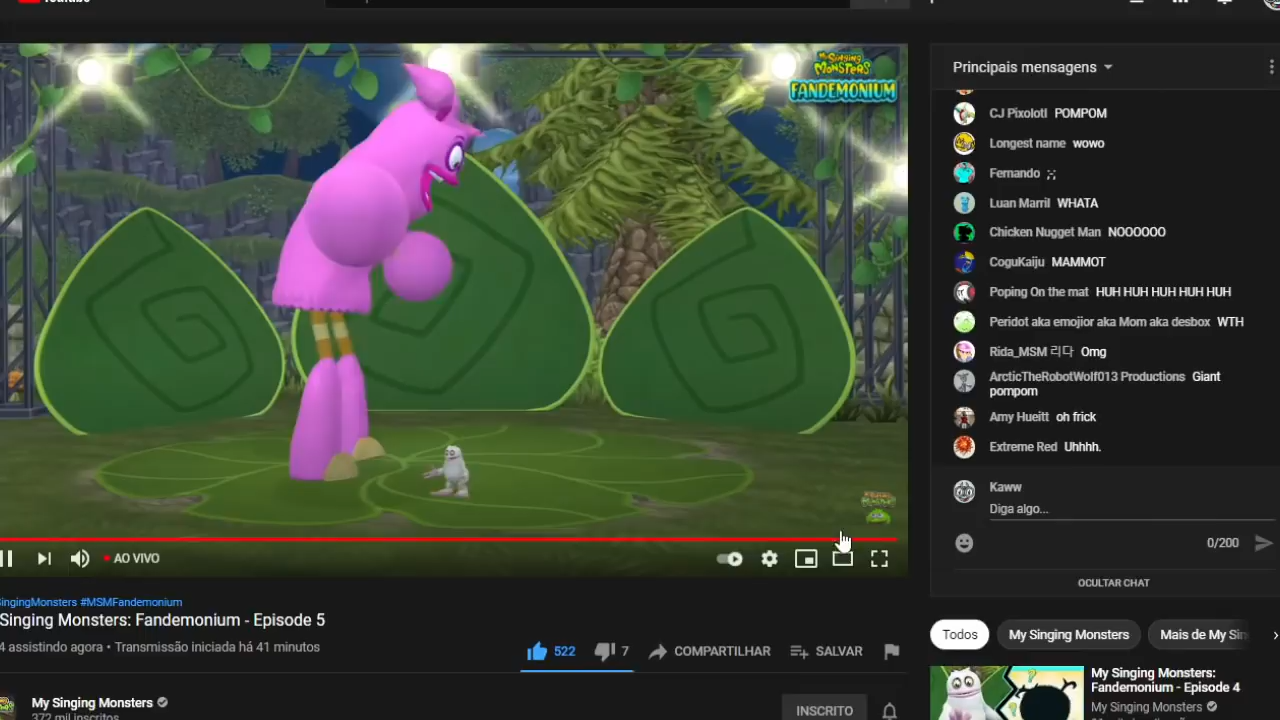 My Singing
MONSTERS
FANDEMONIUM
AO VIVO
ingingMonsters #MSMFandemonium
Singing Monsters: Fandemonium - Episode 5
4 assistindo agora • Transmissão iniciada há 41 minutos
522
7
COMPARTILHAR
SALVAR
My Singing Monsters
372 mil inscritos
INSCRITO
Principais mensagens
CJ Pixoloti POMPOM
Longest name wowo
Fernando ;-;
Luan Marril WHATA
Chicken Nugget Man NOOOOOO
CoguKaiju MAMMOT
Poping On the mat HUH HUH HUH HUH HUH
Peridot aka emojior aka Mom aka desbox WTH
Rida_MSM 리다 Omg
ArcticTheRobotWolf013 Productions Giant
pompom
Amy Hueitt oh frick
Extreme Red Uhhhh.
Kaww
Diga algo...
0/200
OCULTAR CHAT
Todos
My Singing Monsters
Mais de My Sin
My Singing Monsters:
Fandemonium - Episode 4
My Singing Monsters